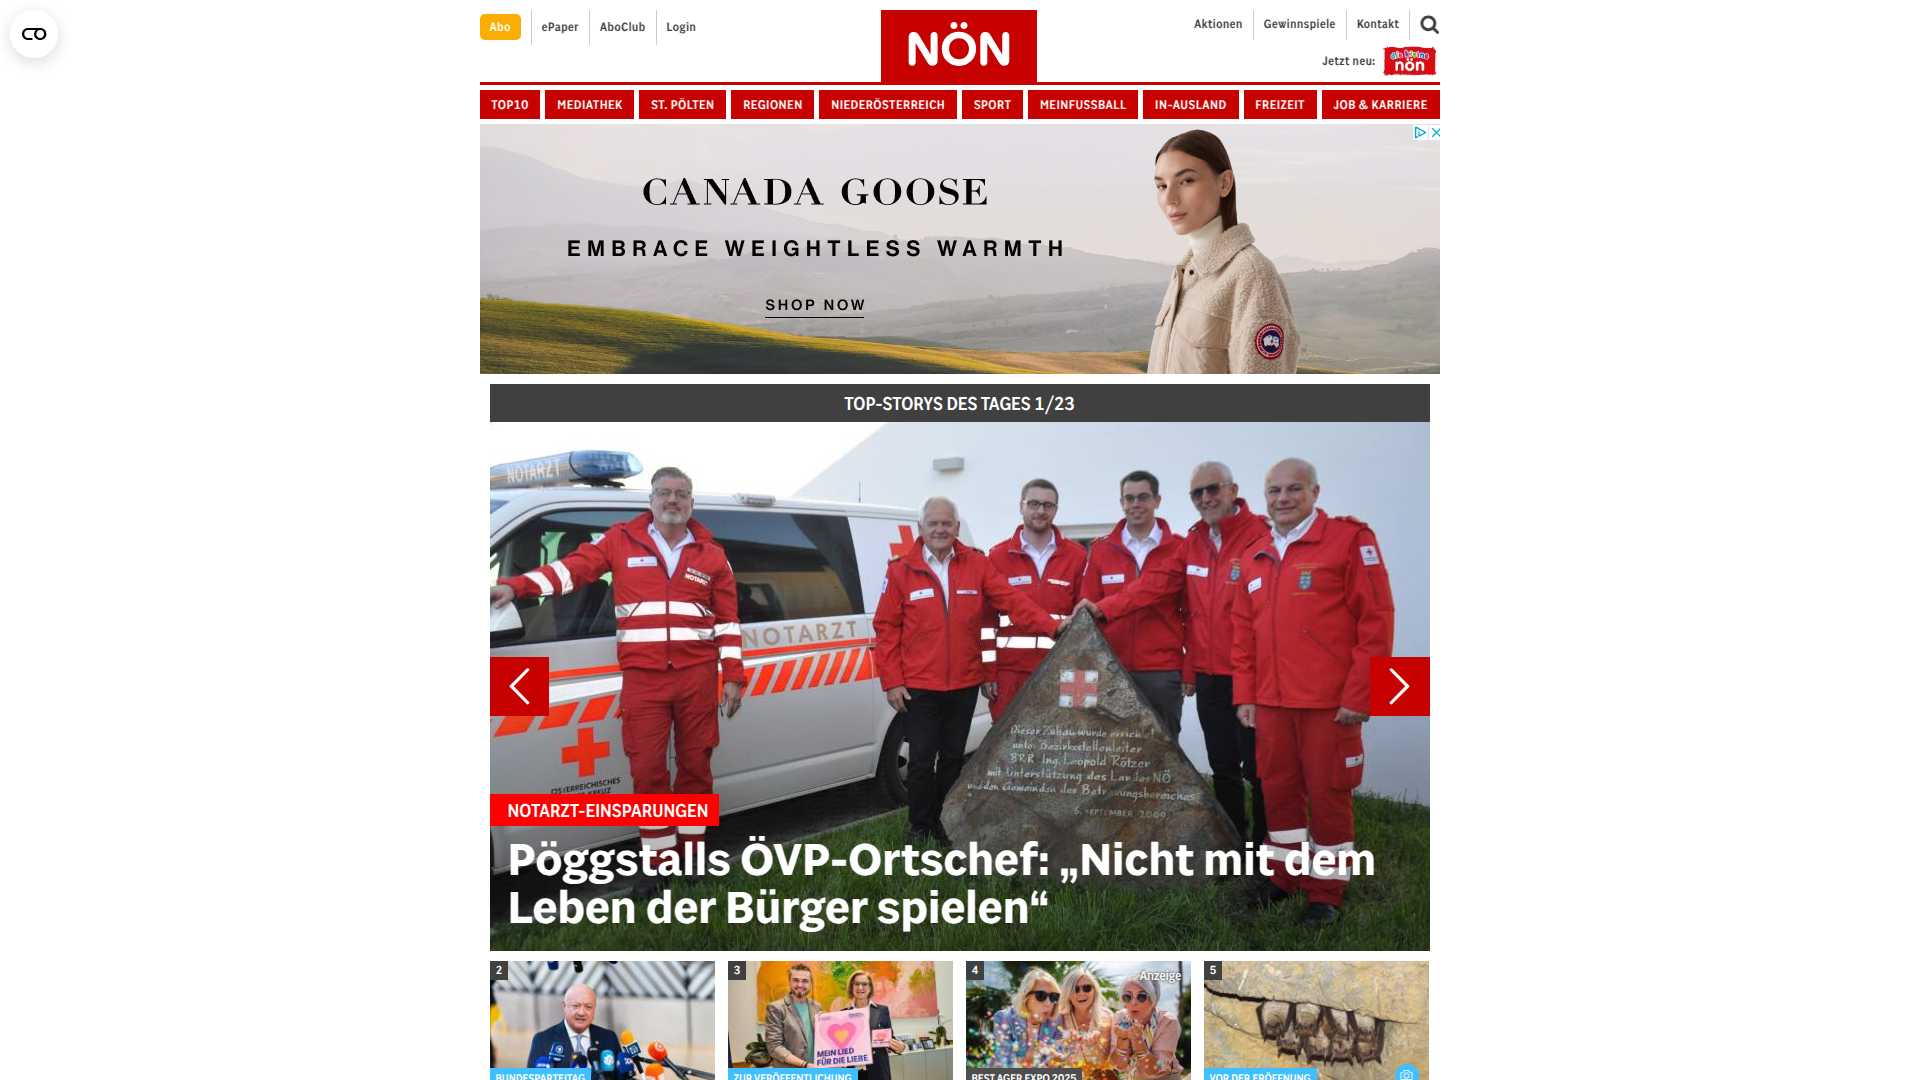 Abo
ePaper
AboClub
Login
NÖN
Aktionen
Gewinnspiele
Kontakt
Jetzt neu:
die kleine
nön
TOP10
MEDIATHEK
ST. PÖLTEN
REGIONEN
NIEDERÖSTERREICH
SPORT
MEINFUSSBALL
IN-AUSLAND
FREIZEIT
JOB & KARRIERE
CANADA GOOSE
EMBRACE WEIGHTLESS WARMTH
SHOP NOW
TOP-STORYS DES TAGES 1/23
NOTARZT
NOTARZT
Dieser Zubau wurde
unter Bezirksstellenleiter
BRR Ing. Leopold Rötzer
mit Unterstützung des Landes NÖ
und den Gemeinden des Betreuungsbereiches
6. SEPTEMBER 2009
NOTARZT-EINSPARUNGEN
Pöggstalls ÖVP-Ortschef: „Nicht mit dem
Leben der Bürger spielen“
2
BUNDESPARTEITAG
3
MEIN LIED
FÜR DIE LIEBE
ZUR VERÖFFENTLICHUNG
4
Anzeige
BEST AGER EXPO 2025
5
VOR DER ERÖFFNUNG